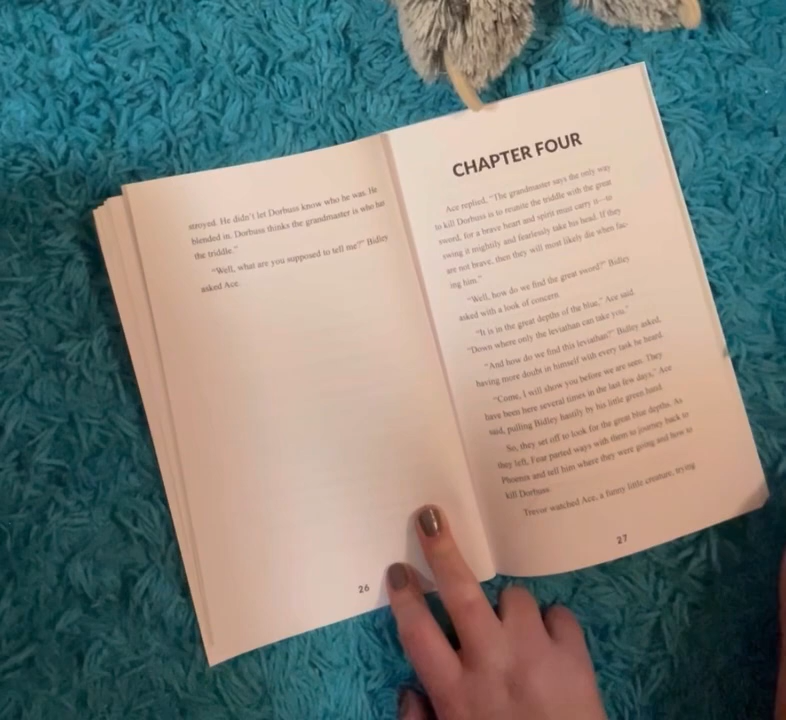 stroyed. He didn't let Dorbuss know who he was. He
blended in. Dorbuss thinks the grandmaster is who has
the triddle."
"Well, what are you supposed to tell me?" Bidley
asked Ace.
26
CHAPTER FOUR
Ace replied, "The grandmaster says the only way
to kill Dorbuss is to reunite the triddle with the great
sword, for a brave heart and spirit must carry it—to
swing it mightily and fearlessly take his head. If they
are not brave, then they will most likely die when fac-
ing him."
"Well, how do we find the great sword?" Bidley
asked with a look of concern.
"It is in the great depths of the blue," Ace said.
"Down where only the leviathan can take you."
"And how do we find this leviathan?" Bidley asked,
having more doubt in himself with every task he heard.
"Come, I will show you before we are seen. They
have been here several times in the last few days," Ace
said, pulling Bidley hastily by his little green hand.
So, they set off to look for the great blue depths. As
they left, Fear parted ways with them to journey back to
Phoenix and tell him where they were going and how to
kill Dorbuss.
Trevor watched Ace, a funny little creature, trying
27